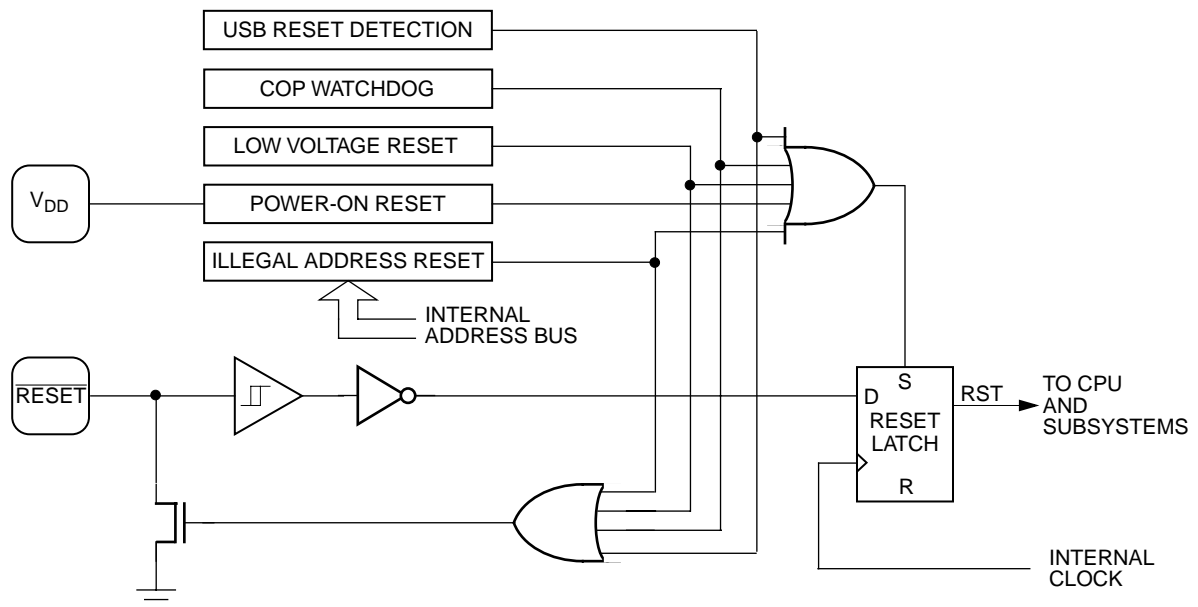 USB RESET DETECTION
COP WATCHDOG
LOW VOLTAGE RESET
VDD
POWER-ON RESET
ILLEGAL ADDRESS RESET
INTERNAL
ADDRESS BUS
RESET
S
D
RESET
LATCH
R
RST
TO CPU
AND
SUBSYSTEMS
INTERNAL
CLOCK